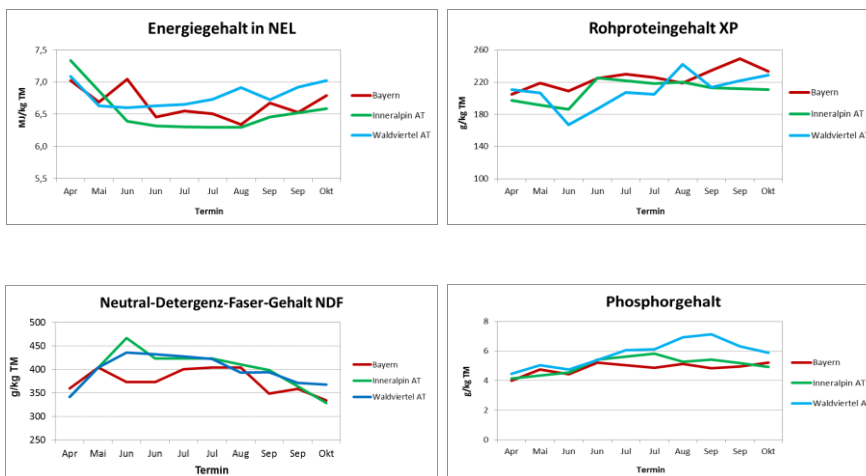 Energiegehalt in NEL
7,5
7,0
6,5
6,0
5,5
MJ/kg TM
Apr Mai Jun Jun Jul Jul Aug Sep Sep Okt
Termin
Bayern
Inneralpin AT
Waldviertel AT
Rohproteingehalt XP
260
220
180
140
100
g/kg TM
Apr Mai Jun Jun Jul Jul Aug Sep Sep Okt
Termin
Bayern
Inneralpin AT
Waldviertel AT
Neutral-Detergenz-Faser-Gehalt NDF
500
450
400
350
300
250
g/kg TM
Apr Mai Jun Jun Jul Jul Aug Sep Sep Okt
Termin
Bayern
Inneralpin AT
Waldviertel AT
Phosphorgehalt
8
6
4
2
0
g/kg TM
Apr Mai Jun Jun Jul Jul Aug Sep Sep Okt
Termin
Bayern
Inneralpin AT
Waldviertel A